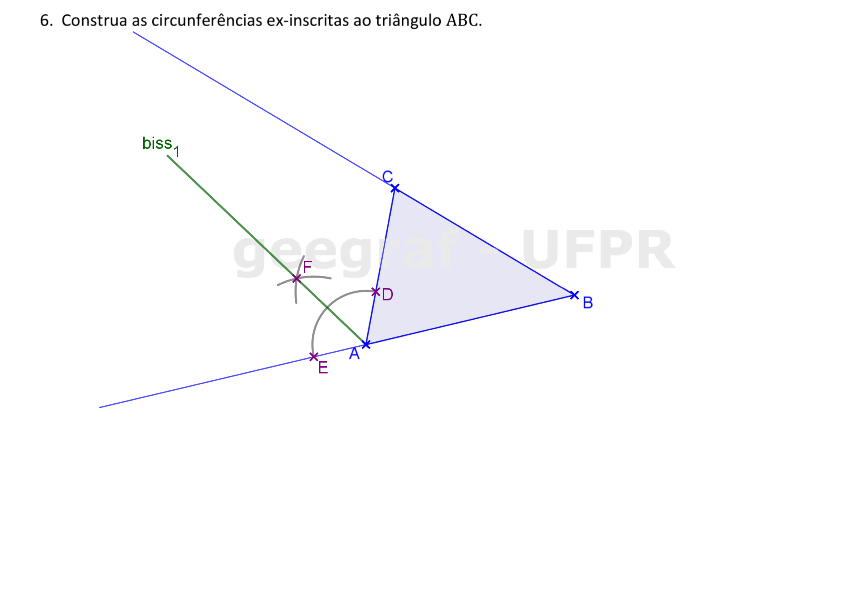 6. Construa as circunferências ex-inscritas ao triângulo ABC.
biss1
C
geegraf - UFPR
F
D
B
A
E